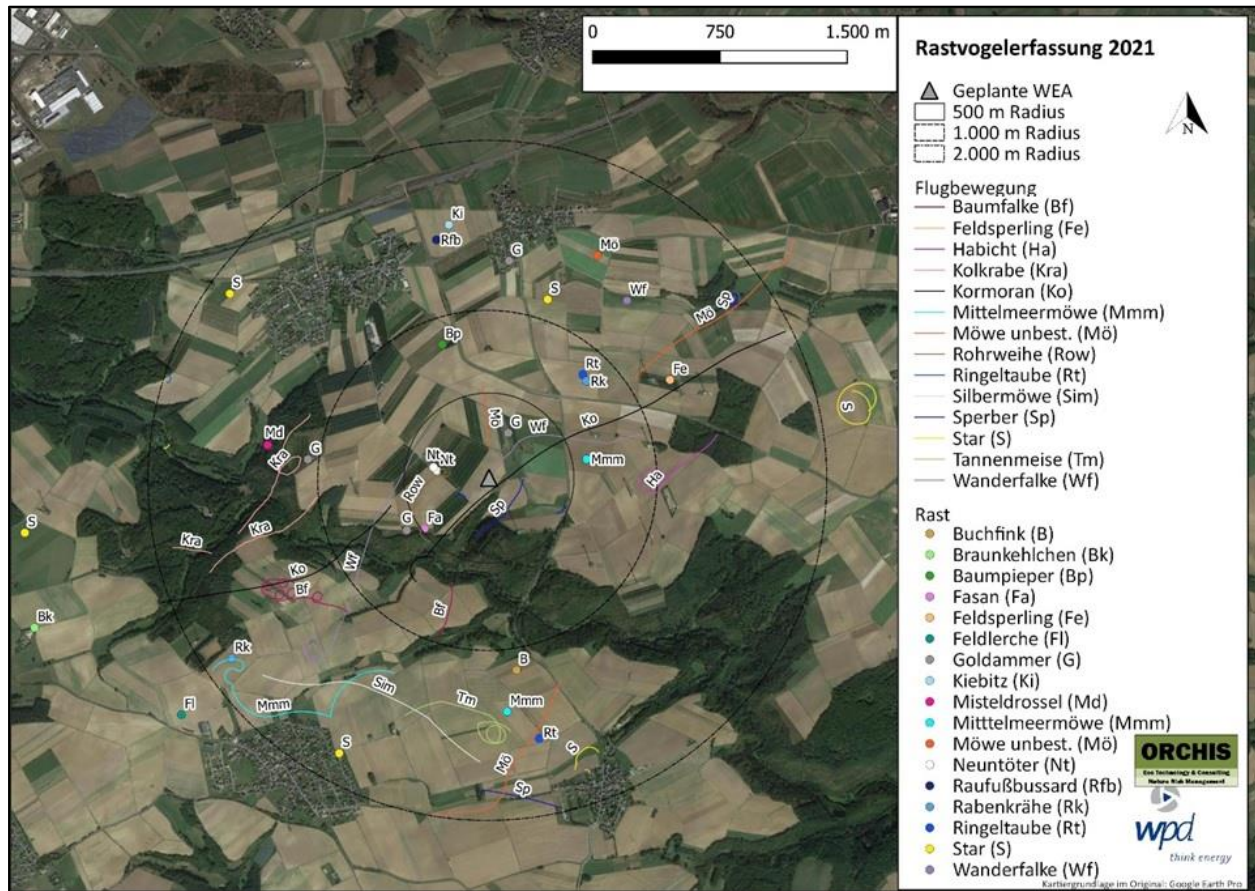 0 750 1.500 m
Rastvogelerfassung 2021
Geplante WEA
500 m Radius
1.000 m Radius
2.000 m Radius
N
Flugbewegung
Baumfalke (Bf)
Feldsperling (Fe)
Habicht (Ha)
Kolkrabe (Kra)
Kormoran (Ko)
Mittelmeermöwe (Mmm)
Möwe unbest. (Mö)
Rohrweihe (Row)
Ringeltaube (Rt)
Silbermöwe (Sim)
Sperber (Sp)
Star (S)
Tannenmeise (Tm)
Wanderfalke (Wf)
Rast
Buchfink (B)
Braunkehlchen (Bk)
Baumpieper (Bp)
Fasan (Fa)
Feldsperling (Fe)
Feldlerche (Fl)
Goldammer (G)
Kiebitz (Ki)
Misteldrossel (Md)
Mitttelmeermöwe (Mmm)
Möwe unbest. (Mö)
Neuntöter (Nt)
Raufußbussard (Rfb)
Rabenkrähe (Rk)
Ringeltaube (Rt)
Star (S)
Wanderfalke (Wf)
ORCHIS
Eco Technology & Consulting
Nature Risk Management
wpd
think energy
Kartiergrundlage im Original: Google Earth Pro
Ki
Rfb
G
Mö
S
S
Wf
Mö
Sp
Bp
Rt
Rk
Fe
S
Mö
G
Wf
Ko
Md
Kra
G
Nt
Nt
Mmm
Row
Ha
Sp
G
Fa
S
Kra
Kra
Wf
Ko
Bf
Bf
Bk
Rk
B
Sim
Mmm
Tm
Mmm
Fl
Rt
S
S
Mö
Sp